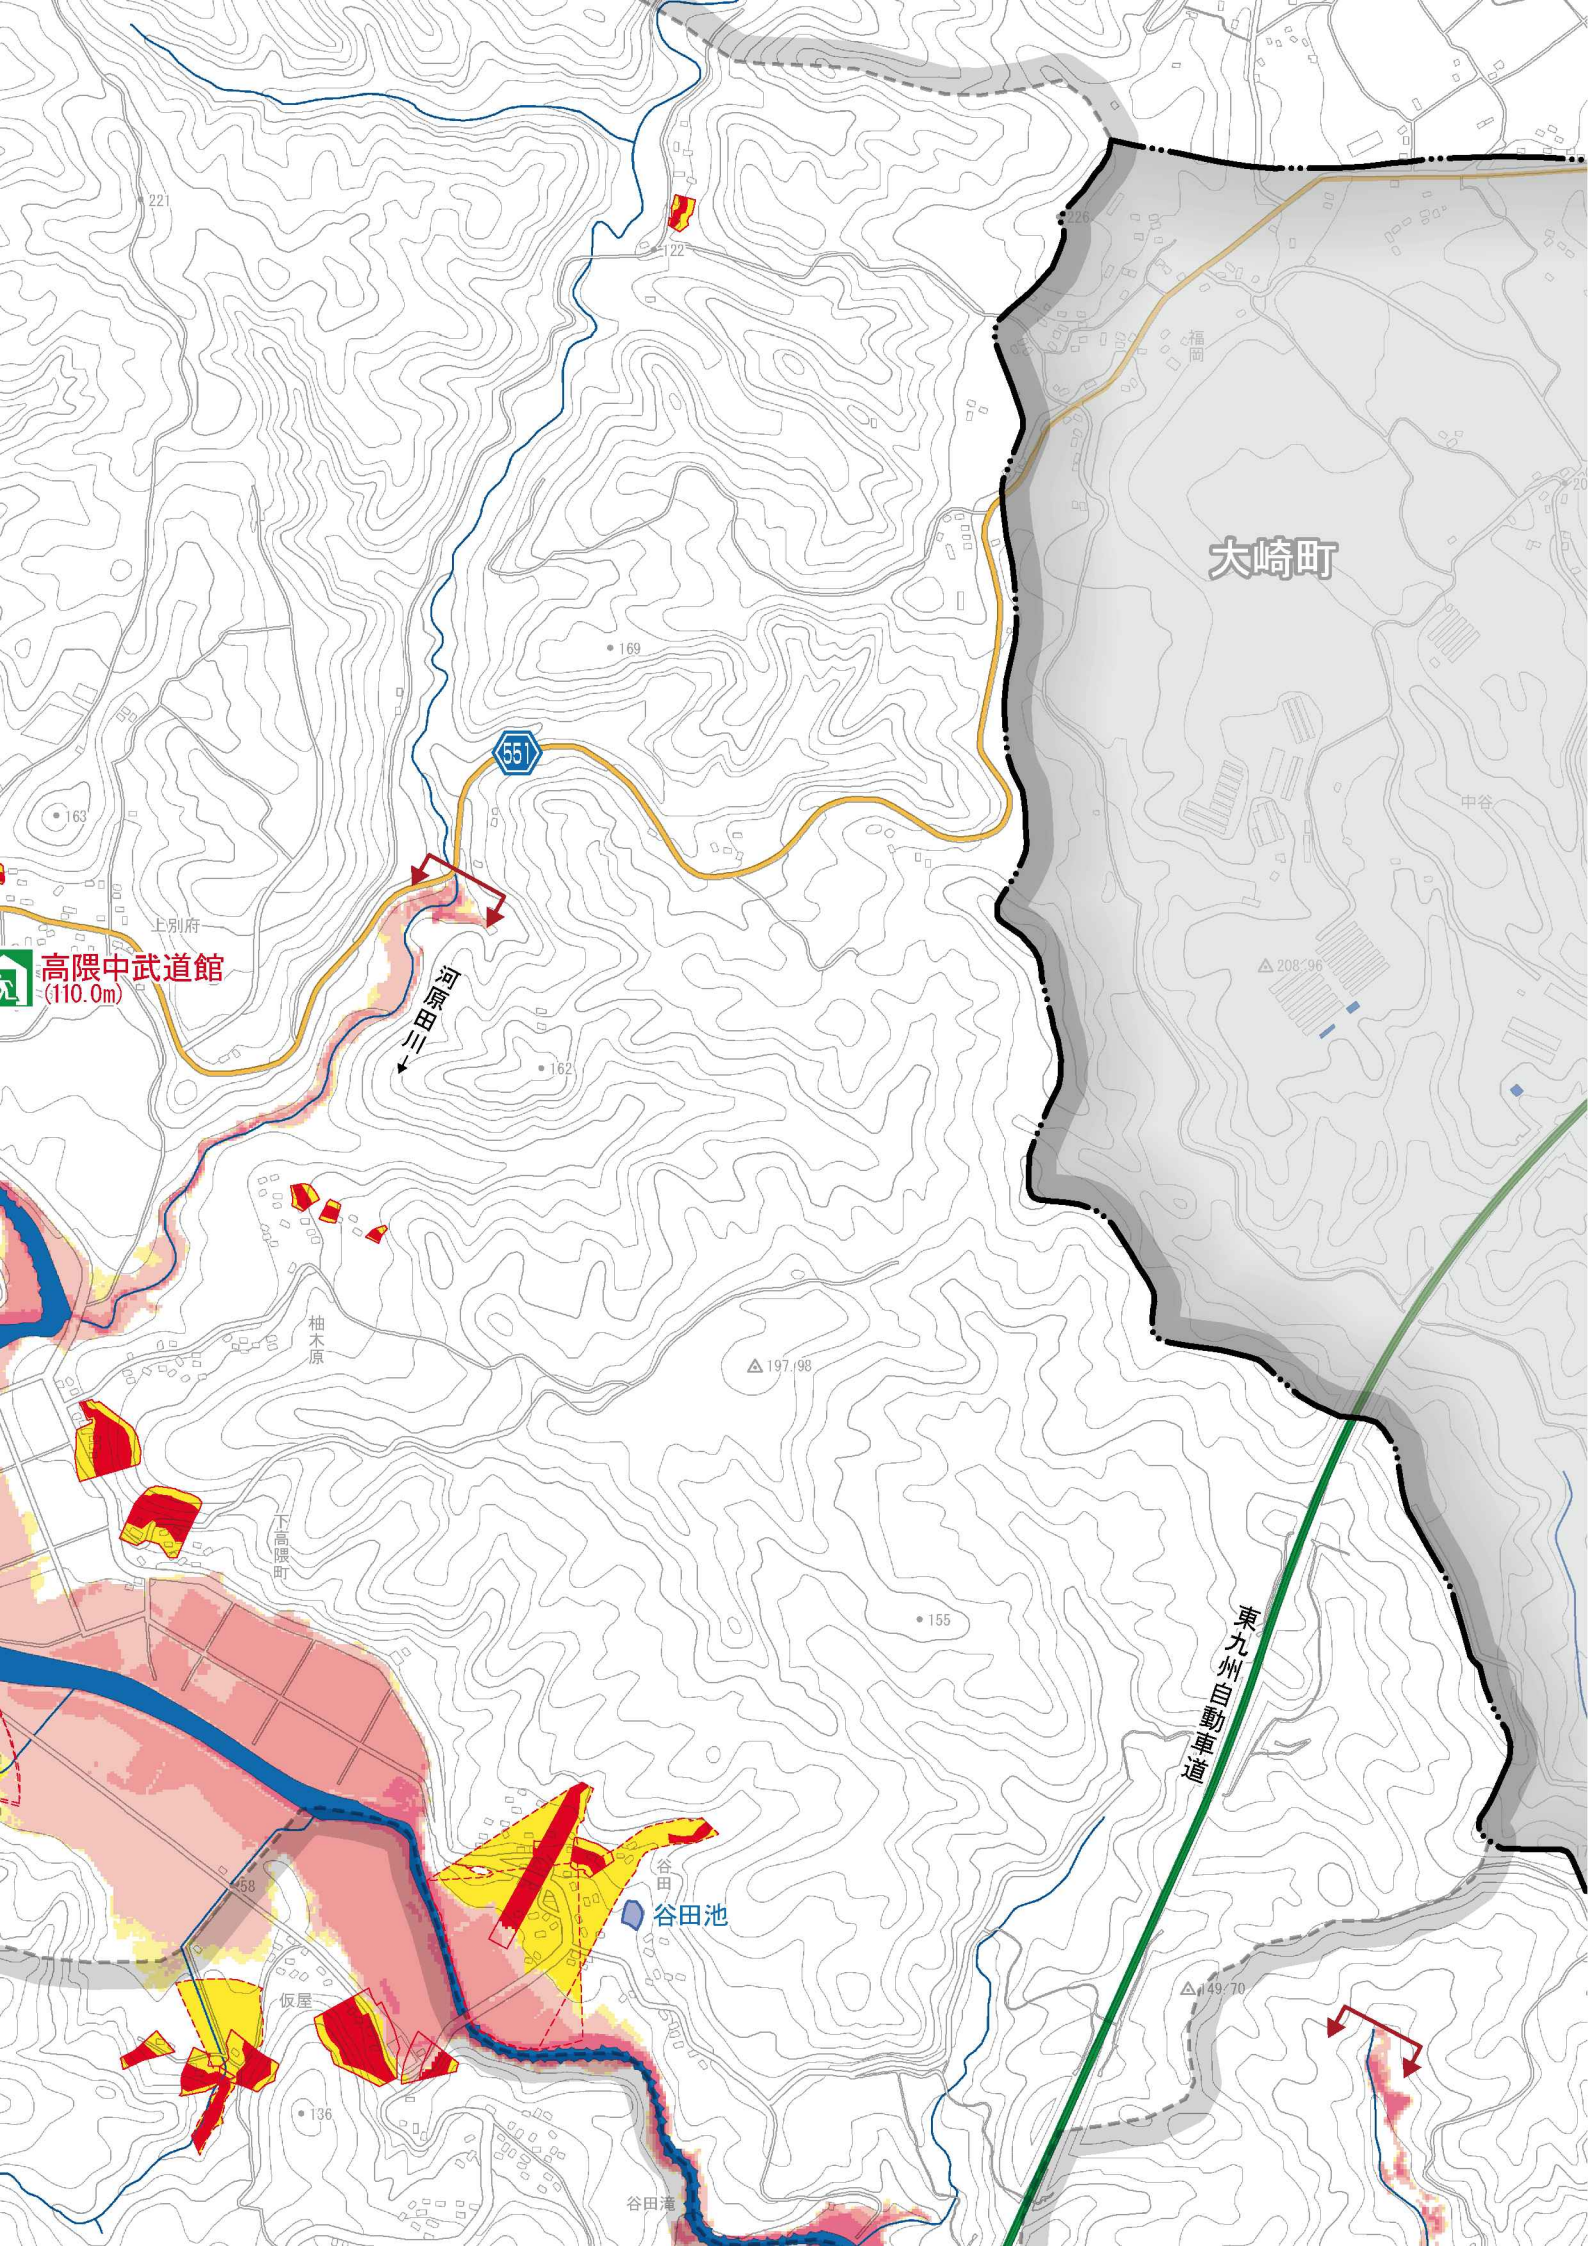 221
122
226
福岡
20
大崎町
169
551
163
中谷
上別府
208.96
高隈中武道館
(110.0m)
河原田川
162
柚木原
197.98
下高隈町
155
東九州自動車道
谷田
58
谷田池
149.70
仮屋
136
谷田滝